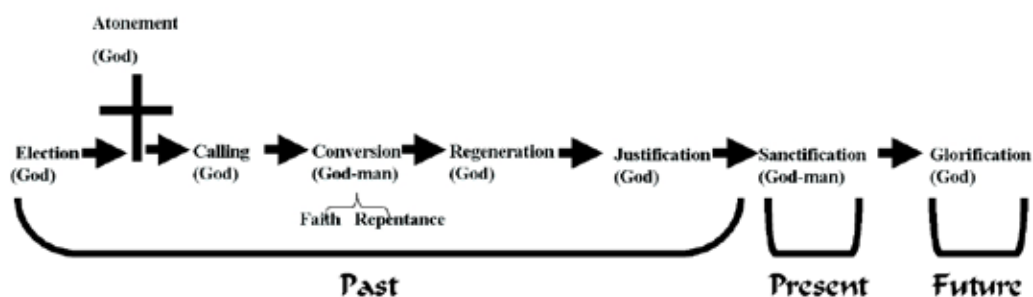 Atonement
(God)
Election Calling Conversion Regeneration Justification Sanctification Glorification
(God) (God) (God-man) (God) (God) (God-man) (God)
Faith Repentance
Past Present Future